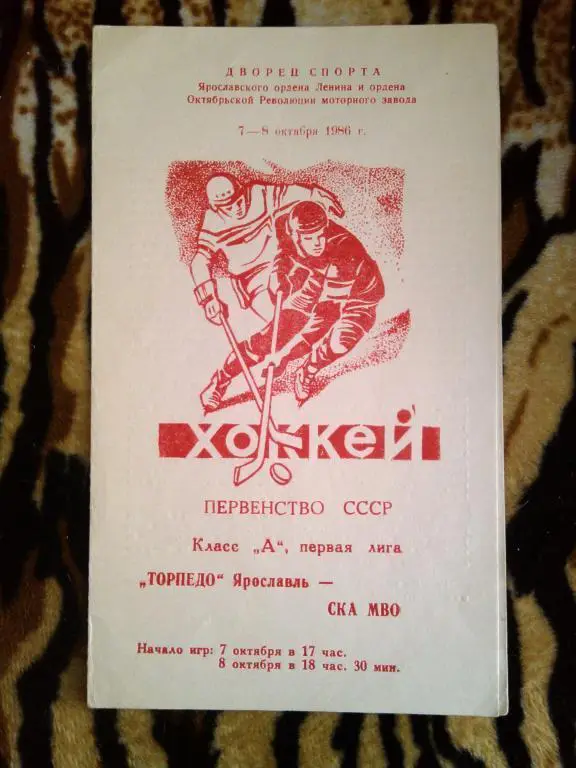 ДВОРЕЦ СПОРТА
Ярославского ордена Ленина и ордена
Октябрьской Революции моторного завода
7—8 октября 1986 г.
хоккей
ПЕРВЕНСТВО СССР
Класс „А“, первая лига
„ТОРПЕДО“ Ярославль —
СКА МВО
Начало игр: 7 октября в 17 час.
8 октября в 18 час. 30 мин.